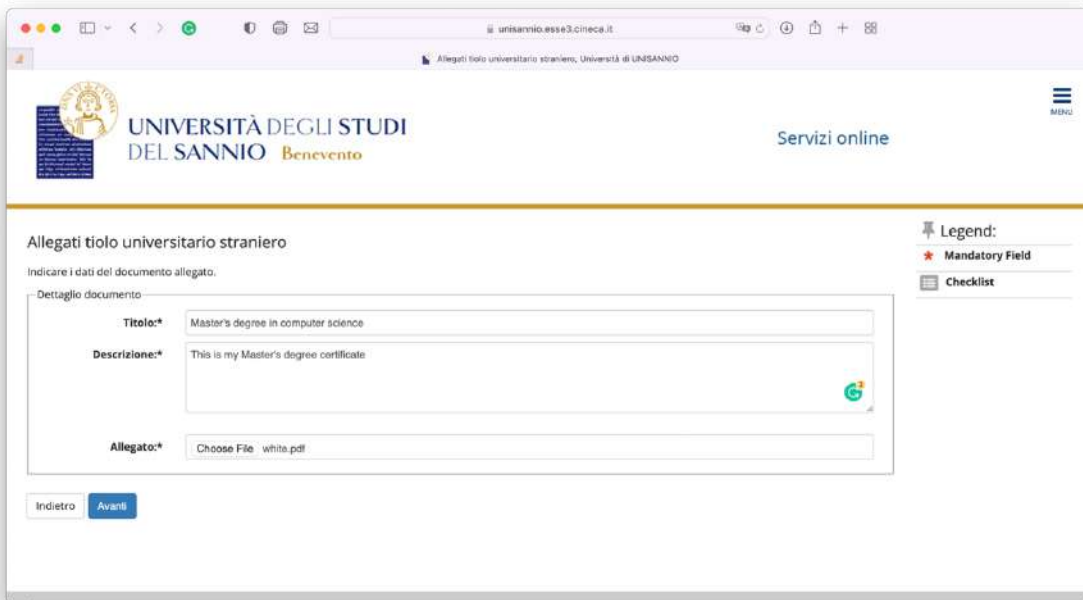 unisannio.esse3.cineca.it
Allegati tiolo universitario straniero, Università di UNISANNIO
MENU
UNIVERSITÀ DEGLI STUDI
DEL SANNIO Benevento
Servizi online
Allegati tiolo universitario straniero
Legend:
Mandatory Field
Checklist
Indicare i dati del documento allegato.
Dettaglio documento
Titolo:* Master's degree in computer science
Descrizione:* This is my Master's degree certificate
Allegato:* Choose File white.pdf
Indietro Avanti